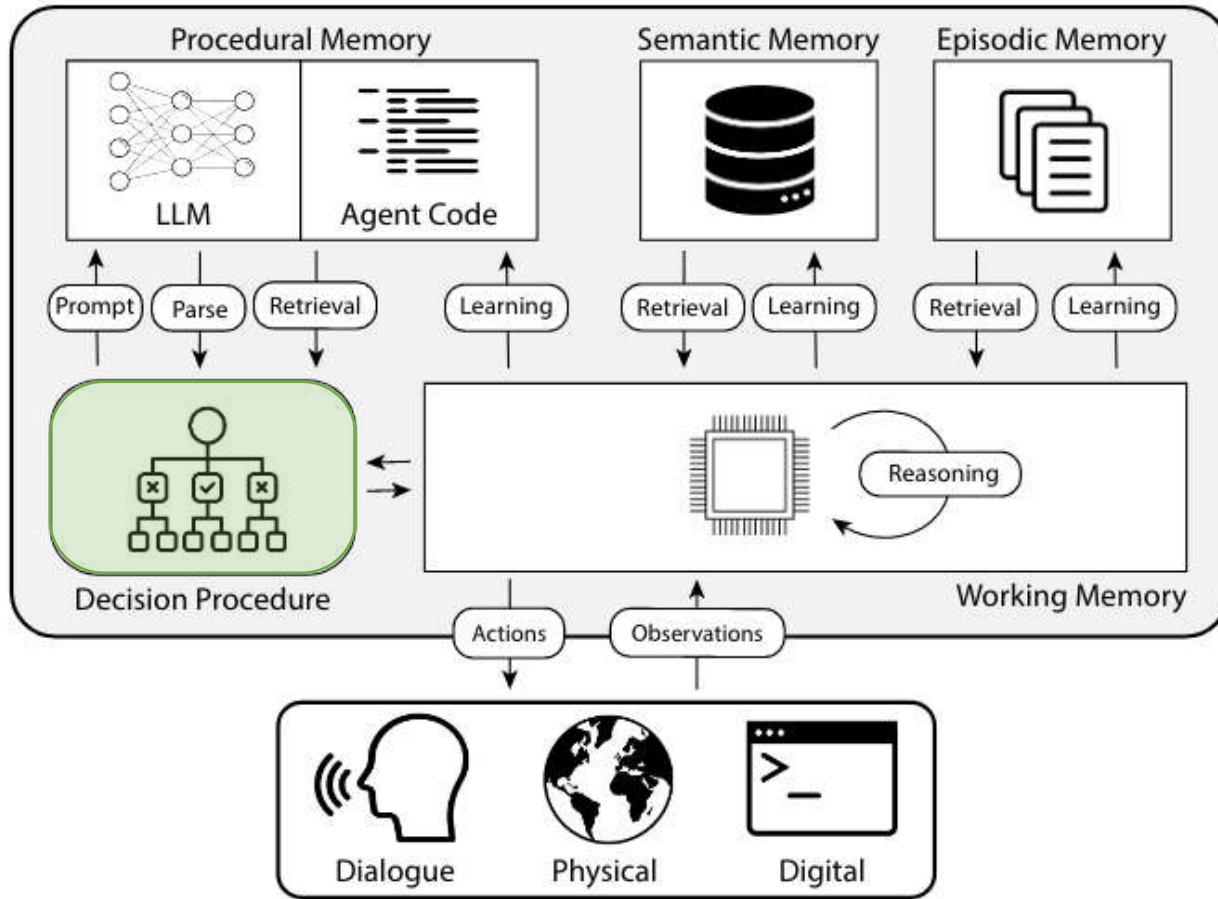 Procedural Memory
Semantic Memory
Episodic Memory
LLM
Agent Code
Prompt
Parse
Retrieval
Learning
Retrieval
Learning
Retrieval
Learning
Reasoning
Decision Procedure
Working Memory
Actions
Observations
>_
Dialogue
Physical
Digital